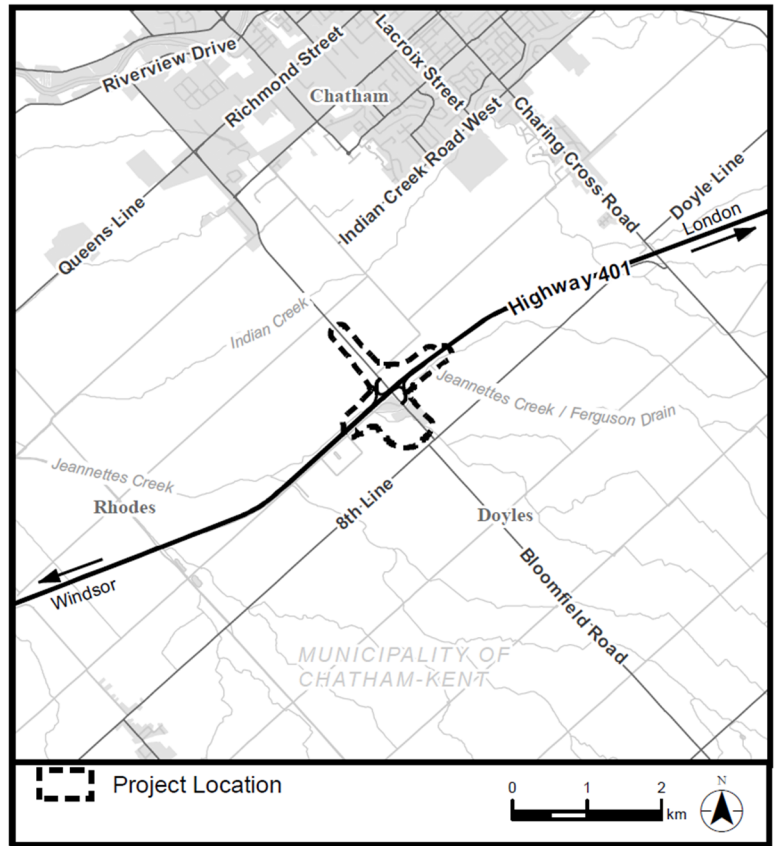 Riverview Drive
Richmond Street
Lacroix Street
Chatham
Indian Creek Road West
Charing Cross Road
Doyle Line
Queens Line
London
Highway 401
Indian Creek
Jeannettes Creek / Ferguson Drain
Jeannettes Creek
Rhodes
8th Line
Doyles
Windsor
Bloomfield Road
MUNICIPALITY OF
CHATHAM-KENT
Project Location
0 1 2
km
N